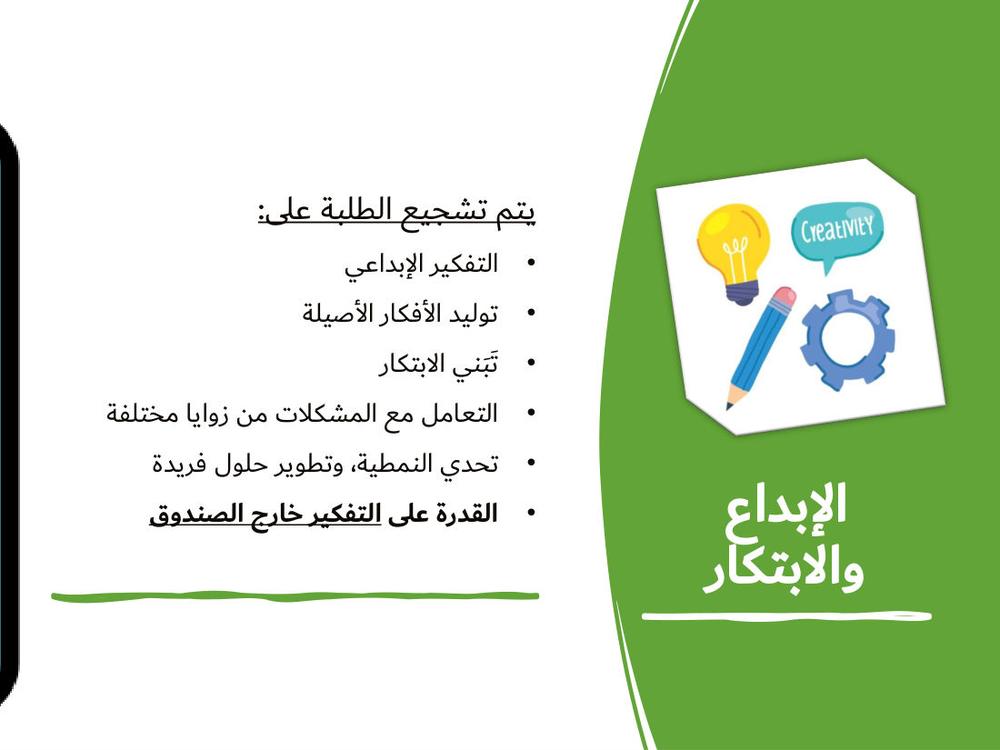 Creativity
الإبداع
والابتكار
يتم تشجيع الطلبة على:
• التفكير الإبداعي
• توليد الأفكار الأصيلة
• تَبَني الابتكار
• التعامل مع المشكلات من زوايا مختلفة
• تحدي النمطية، وتطوير حلول فريدة
• القدرة على التفكير خارج الصندوق